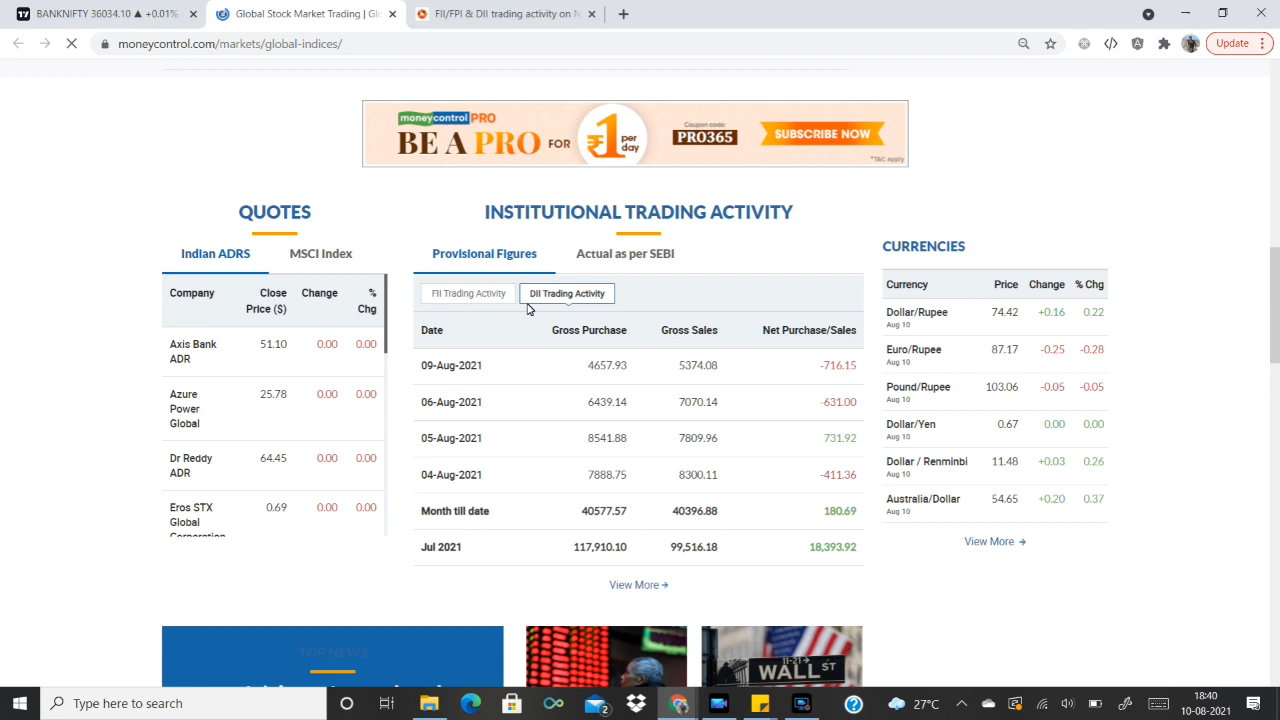 BANKNIFTY 36034.10 ▲ +0.01%
Global Stock Market Trading | Glo
FII/FPI & DII trading activity on N
moneycontrol.com/markets/global-indices/
Update
moneycontrol PRO
BE A PRO FOR ₹1 per day
Coupon code:
PRO365
SUBSCRIBE NOW
*T&C apply
QUOTES
Indian ADRS MSCI Index
Company Close Price ($) Change % Chg
Axis Bank ADR 51.10 0.00 0.00
Azure Power Global 25.78 0.00 0.00
Dr Reddy ADR 64.45 0.00 0.00
Eros STX Global Corporation 0.69 0.00 0.00
INSTITUTIONAL TRADING ACTIVITY
Provisional Figures Actual as per SEBI
FII Trading Activity DII Trading Activity
Date Gross Purchase Gross Sales Net Purchase/Sales
09-Aug-2021 4657.93 5374.08 -716.15
06-Aug-2021 6439.14 7070.14 -631.00
05-Aug-2021 8541.88 7809.96 731.92
04-Aug-2021 7888.75 8300.11 -411.36
Month till date 40577.57 40396.88 180.69
Jul 2021 117,910.10 99,516.18 18,393.92
View More →
CURRENCIES
Currency Price Change % Chg
Dollar/Rupee 74.42 +0.16 0.22
Aug 10
Euro/Rupee 87.17 -0.25 -0.28
Aug 10
Pound/Rupee 103.06 -0.05 -0.05
Aug 10
Dollar/Yen 0.67 0.00 0.00
Aug 10
Dollar / Renminbi 11.48 +0.03 0.26
Aug 10
Australia/Dollar 54.65 +0.20 0.37
Aug 10
View More →
TOP NEWS
11-21→
WALL ST
Type here to search
2
27°C
18:40
10-08-2021